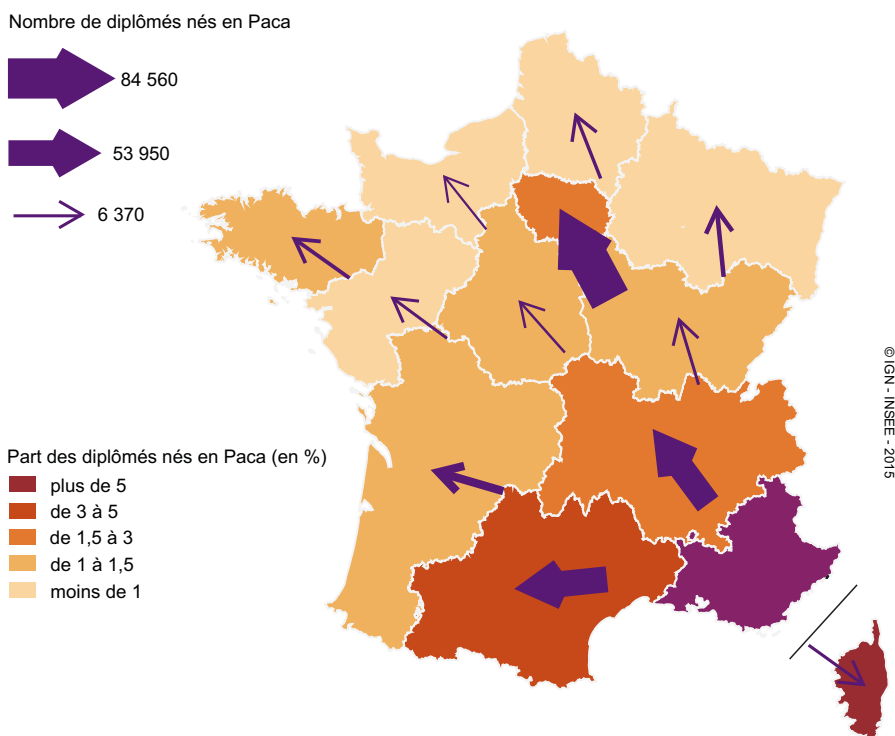 Nombre de diplômés nés en Paca
84 560
53 950
6 370
© IGN - INSEE - 2015
Part des diplômés nés en Paca (en %)
plus de 5
de 3 à 5
de 1,5 à 3
de 1 à 1,5
moins de 1